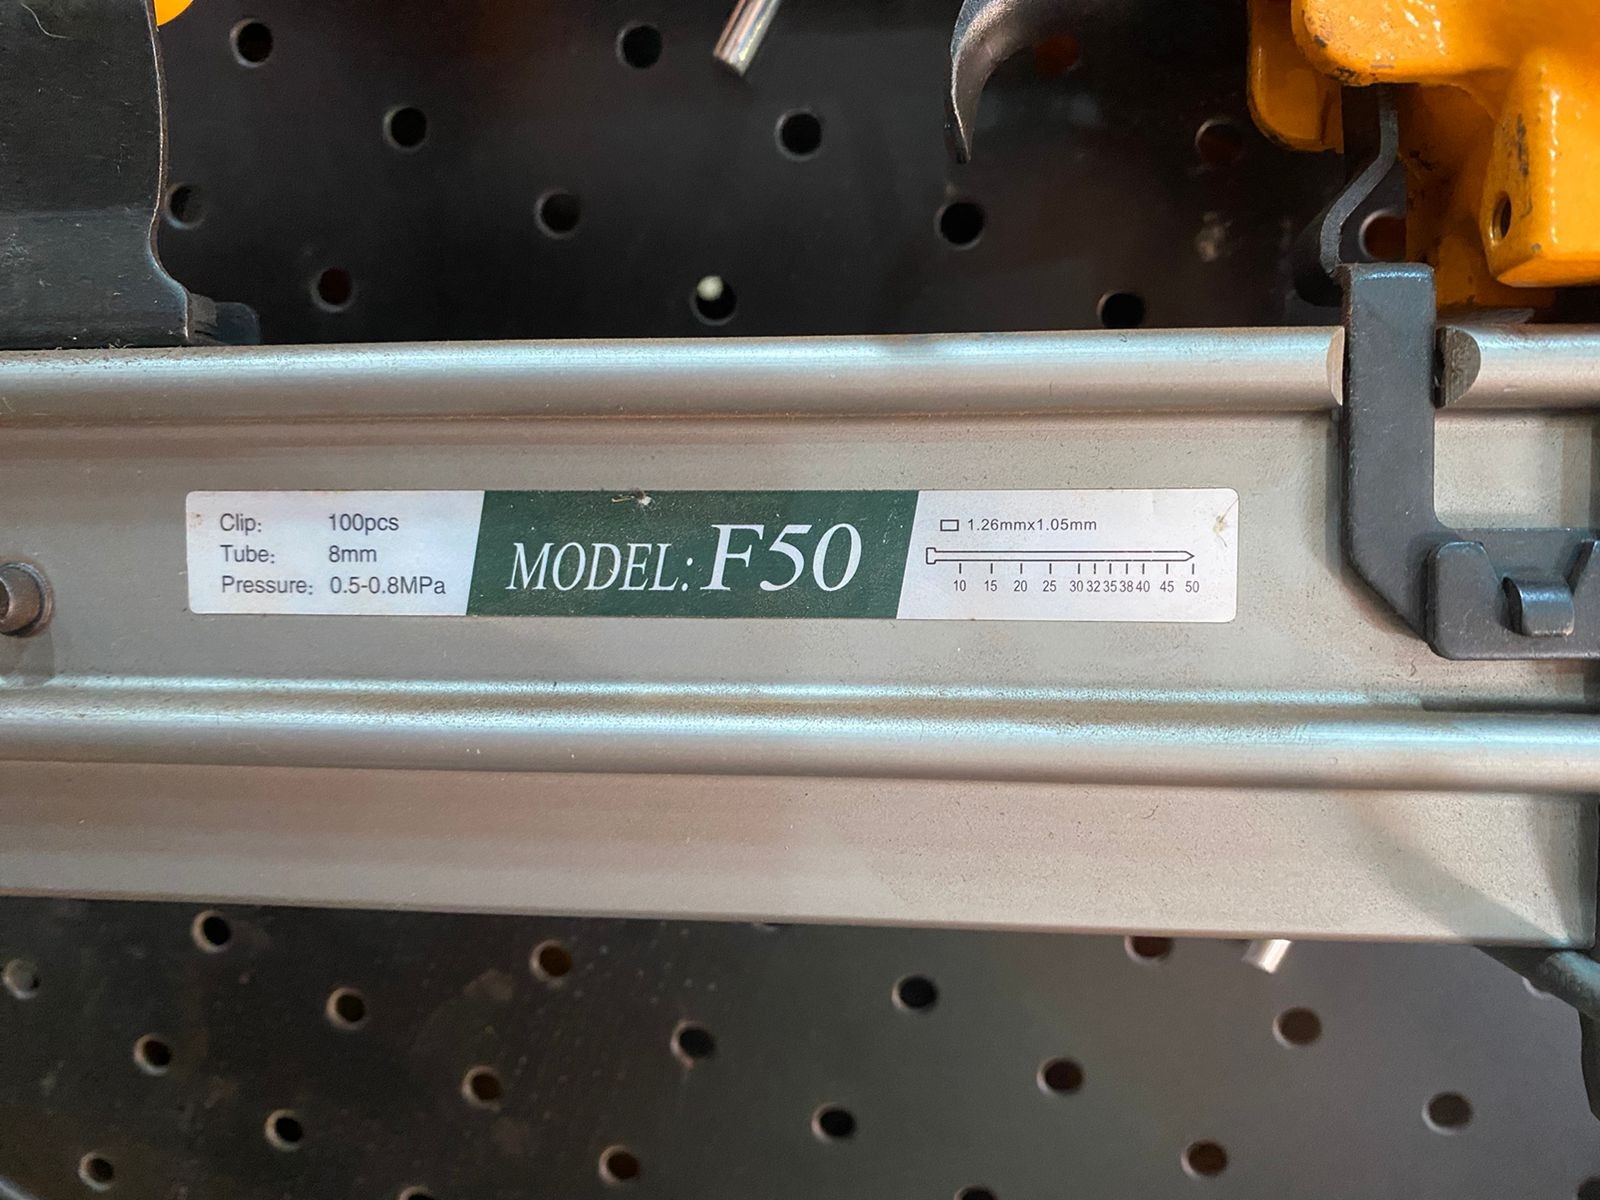 Clip: 100pcs
Tube: 8mm
Pressure: 0.5-0.8MPa
MODEL: F50
1.26mmx1.05mm
10 15 20 25 30 32 35 38 40 45 50